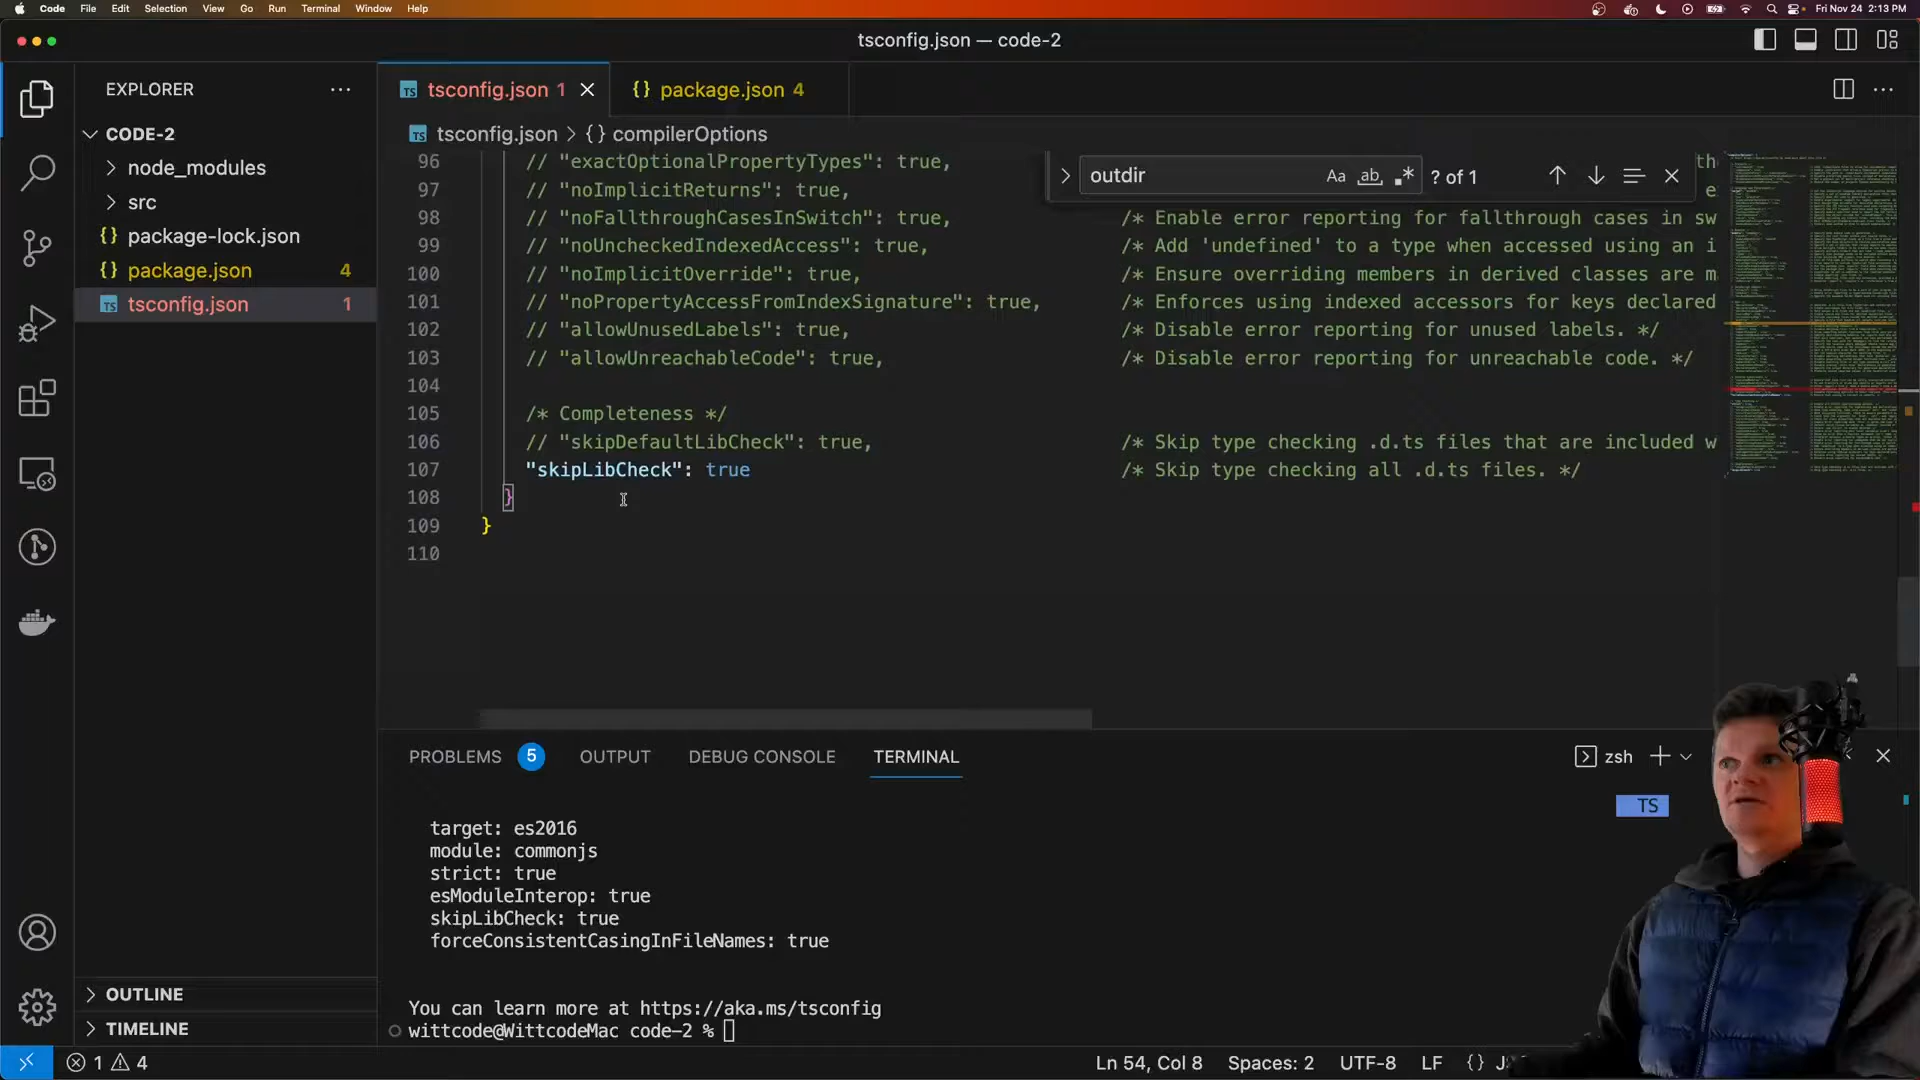 Code File Edit Selection View Go Run Terminal Window Help Fri Nov 24 2:13 PM
tsconfig.json — code-2
EXPLORER
CODE-2
node_modules
src
package-lock.json
package.json 4
tsconfig.json 1
OUTLINE
TIMELINE
tsconfig.json 1
package.json 4
tsconfig.json > {} compilerOptions
outdir
Aa ab
? of 1
96 // "exactOptionalPropertyTypes": true, th
97 // "noImplicitReturns": true, e
98 // "noFallthroughCasesInSwitch": true, /* Enable error reporting for fallthrough cases in sw
99 // "noUncheckedIndexedAccess": true, /* Add 'undefined' to a type when accessed using an i
100 // "noImplicitOverride": true, /* Ensure overriding members in derived classes are m
101 // "noPropertyAccessFromIndexSignature": true, /* Enforces using indexed accessors for keys declared
102 // "allowUnusedLabels": true, /* Disable error reporting for unused labels. */
103 // "allowUnreachableCode": true, /* Disable error reporting for unreachable code. */
104
105 /* Completeness */
106 // "skipDefaultLibCheck": true, /* Skip type checking .d.ts files that are included w
107 "skipLibCheck": true /* Skip type checking all .d.ts files. */
108 }
109 }
110
PROBLEMS 5 OUTPUT DEBUG CONSOLE TERMINAL
zsh
TS
target: es2016
module: commonjs
strict: true
esModuleInterop: true
skipLibCheck: true
forceConsistentCasingInFileNames: true
You can learn more at https://aka.ms/tsconfig
wittcode@WittcodeMac code-2 %
1 4
Ln 54, Col 8 Spaces: 2 UTF-8 LF {}